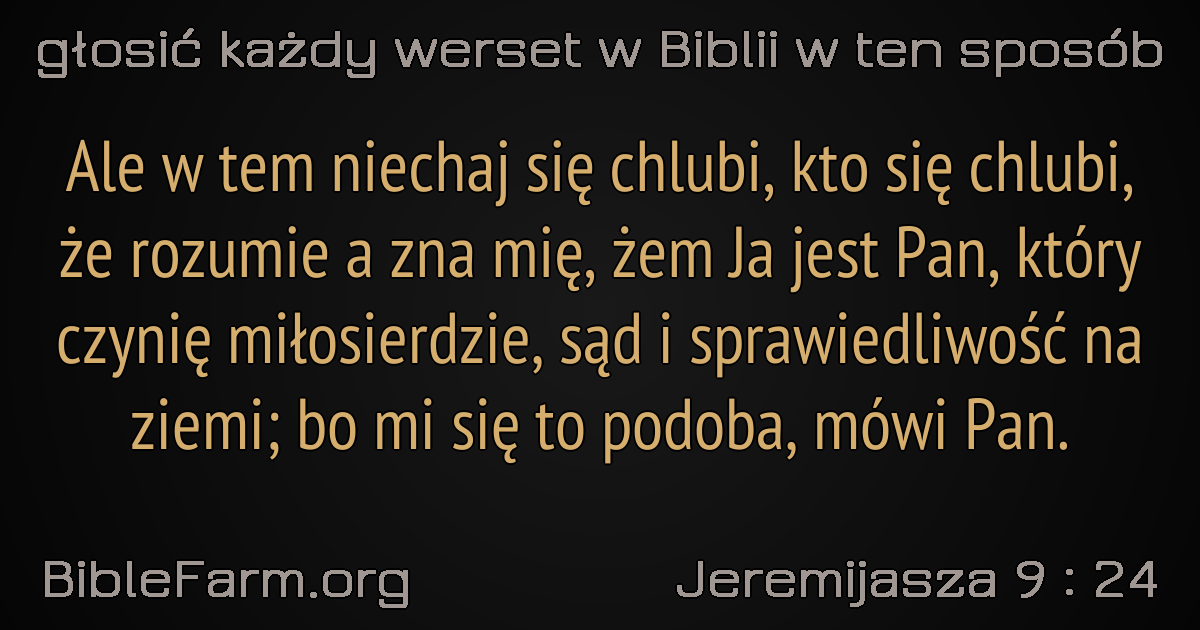 głosić każdy werset w Biblii w ten sposób
Ale w tem niechaj się chlubi, kto się chlubi,
że rozumie a zna mię, żem Ja jest Pan, który
czynię miłosierdzie, sąd i sprawiedliwość na
ziemi; bo mi się to podoba, mówi Pan.
BibleFarm.org
Jeremijasza 9 : 24